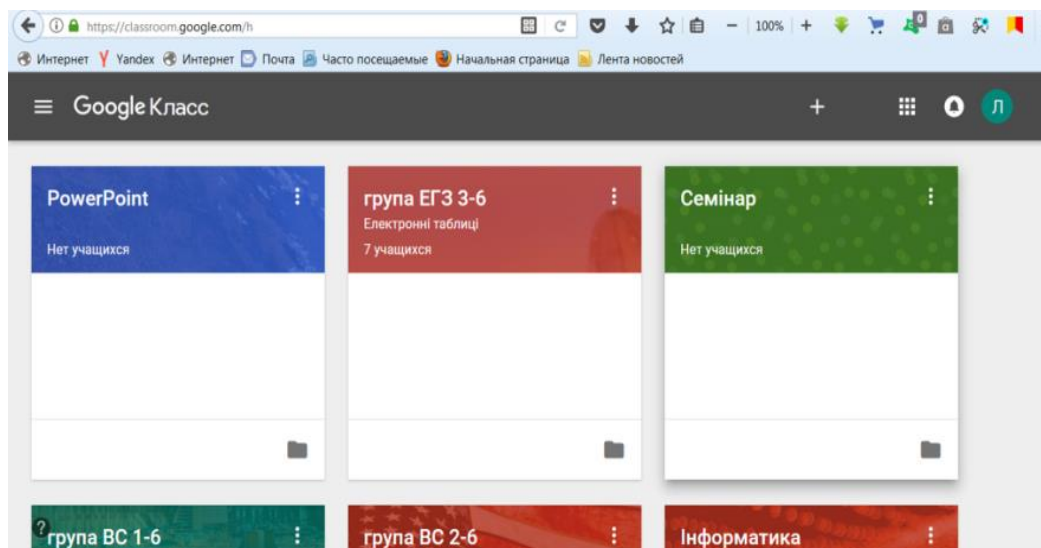 https://classroom.google.com/h
100%
0
Интернет Yandex Интернет Почта Часто посещаемые Начальная страница Лента новостей
Google Класс
Л
PowerPoint
Нет учащихся
група ЕГЗ 3-6
Електронні таблиці
7 учащихся
Семінар
Нет учащихся
?
група ВС 1-6
група ВС 2-6
Інформатика